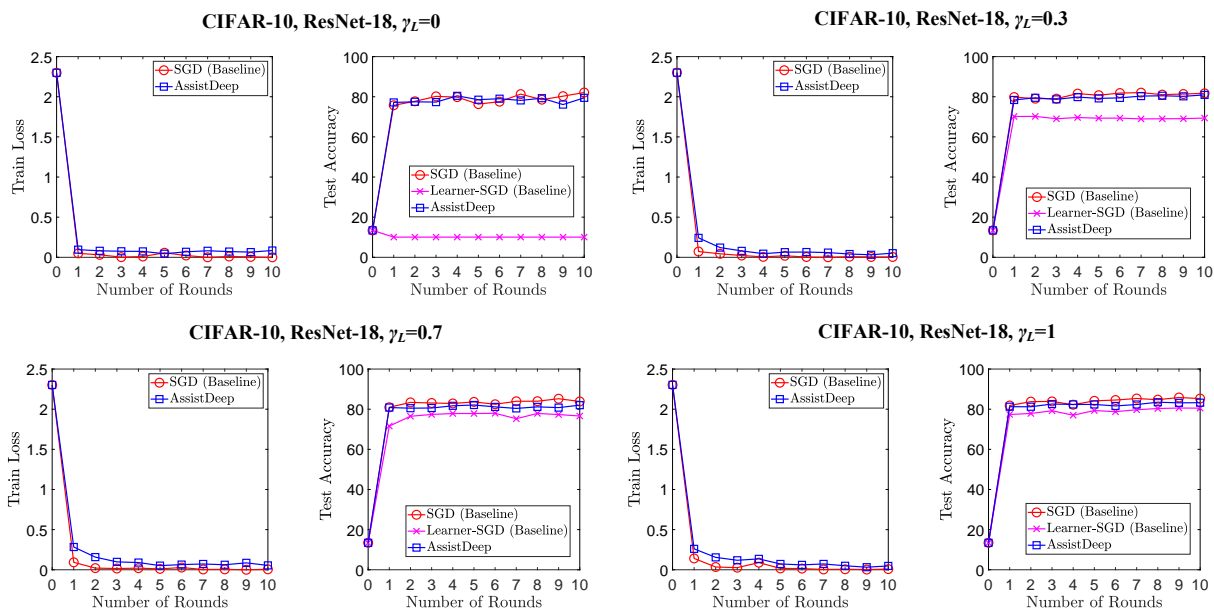 CIFAR-10, ResNet-18, γL=0
Train Loss
2.5
2
1.5
1
0.5
0
0 1 2 3 4 5 6 7 8 9 10
Number of Rounds
SGD (Baseline)
AssistDeep
Test Accuracy
100
80
60
40
20
0
0 1 2 3 4 5 6 7 8 9 10
Number of Rounds
SGD (Baseline)
Learner-SGD (Baseline)
AssistDeep
CIFAR-10, ResNet-18, γL=0.3
Train Loss
2.5
2
1.5
1
0.5
0
0 1 2 3 4 5 6 7 8 9 10
Number of Rounds
SGD (Baseline)
AssistDeep
Test Accuracy
100
80
60
40
20
0
0 1 2 3 4 5 6 7 8 9 10
Number of Rounds
SGD (Baseline)
Learner-SGD (Baseline)
AssistDeep
CIFAR-10, ResNet-18, γL=0.7
Train Loss
2.5
2
1.5
1
0.5
0
0 1 2 3 4 5 6 7 8 9 10
Number of Rounds
SGD (Baseline)
AssistDeep
Test Accuracy
100
80
60
40
20
0
0 1 2 3 4 5 6 7 8 9 10
Number of Rounds
SGD (Baseline)
Learner-SGD (Baseline)
AssistDeep
CIFAR-10, ResNet-18, γL=1
Train Loss
2.5
2
1.5
1
0.5
0
0 1 2 3 4 5 6 7 8 9 10
Number of Rounds
SGD (Baseline)
AssistDeep
Test Accuracy
100
80
60
40
20
0
0 1 2 3 4 5 6 7 8 9 10
Number of Rounds
SGD (Baseline)
Learner-SGD (Baseline)
AssistDeep